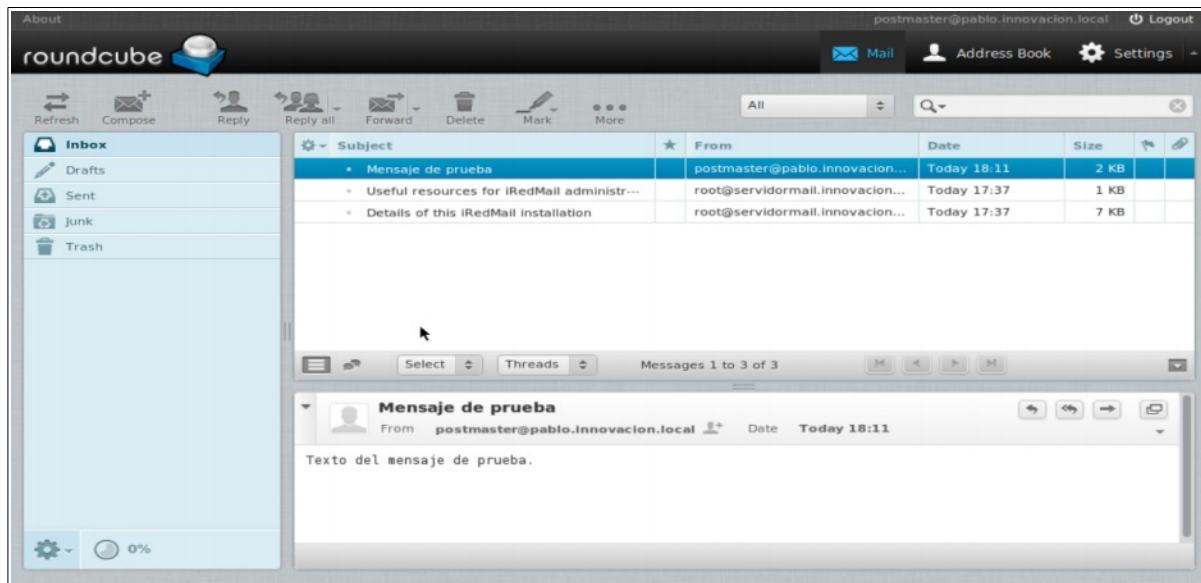 About postmaster@pablo.innovacion.local Logout
roundcube Mail Address Book Settings
Refresh Compose Reply Reply all Forward Delete Mark More All
Inbox
Drafts
Sent
Junk
Trash
Subject From Date Size
Mensaje de prueba postmaster@pablo.innovacion... Today 18:11 2 KB
Useful resources for iRedMail administr... root@servidormail.innovacion... Today 17:37 1 KB
Details of this iRedMail installation root@servidormail.innovacion... Today 17:37 7 KB
Select Threads Messages 1 to 3 of 3
Mensaje de prueba
From postmaster@pablo.innovacion.local Date Today 18:11
Texto del mensaje de prueba.
0%